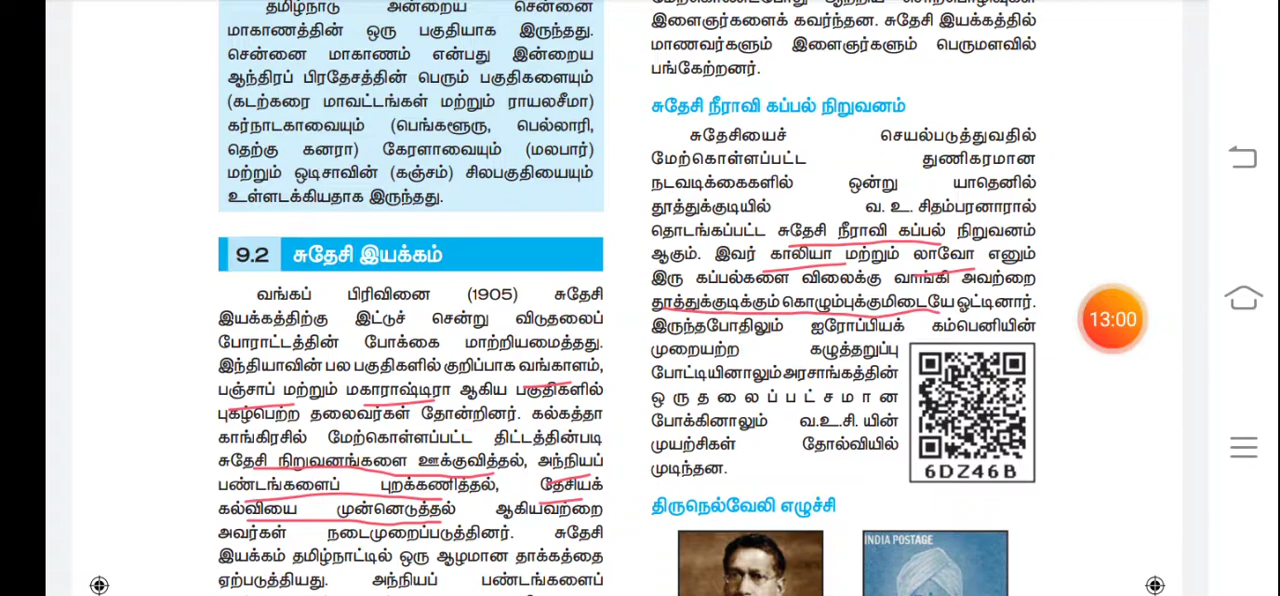 தமிழ்நாடு அன்றைய சென்னை
மாகாணத்தின் ஒரு பகுதியாக இருந்தது.
சென்னை மாகாணம் என்பது இன்றைய
ஆந்திரப் பிரதேசத்தின் பெரும் பகுதிகளையும்
(கடற்கரை மாவட்டங்கள் மற்றும் ராயலசீமா)
கர்நாடகாவையும் (பெங்களூரு, பெல்லாரி,
தெற்கு கனரா) கேரளாவையும் (மலபார்)
மற்றும் ஒடிசாவின் (கஞ்சம்) சிலபகுதியையும்
உள்ளடக்கியதாக இருந்தது.
9.2 சுதேசி இயக்கம்
வங்கப் பிரிவினை (1905) சுதேசி
இயக்கத்திற்கு இட்டுச் சென்று விடுதலைப்
போராட்டத்தின் போக்கை மாற்றியமைத்தது.
இந்தியாவின் பல பகுதிகளில் குறிப்பாக வங்காளம்,
பஞ்சாப் மற்றும் மகாராஷ்டிரா ஆகிய பகுதிகளில்
புகழ்பெற்ற தலைவர்கள் தோன்றினர். கல்கத்தா
காங்கிரசில் மேற்கொள்ளப்பட்ட திட்டத்தின்படி
சுதேசி நிறுவனங்களை ஊக்குவித்தல், அந்நியப்
பண்டங்களைப் புறக்கணித்தல், தேசியக்
கல்வியை முன்னெடுத்தல் ஆகியவற்றை
அவர்கள் நடைமுறைப்படுத்தினர். சுதேசி
இயக்கம் தமிழ்நாட்டில் ஒரு ஆழமான தாக்கத்தை
ஏற்படுத்தியது. அந்நியப் பண்டங்களைப்
இளைஞர்களைக் கவர்ந்தன. சுதேசி இயக்கத்தில்
மாணவர்களும் இளைஞர்களும் பெருமளவில்
பங்கேற்றனர்.
சுதேசி நீராவி கப்பல் நிறுவனம்
சுதேசியைச் செயல்படுத்துவதில்
மேற்கொள்ளப்பட்ட துணிகரமான
நடவடிக்கைகளில் ஒன்று யாதெனில்
தூத்துக்குடியில் வ. உ. சிதம்பரனாரால்
தொடங்கப்பட்ட சுதேசி நீராவி கப்பல் நிறுவனம்
ஆகும். இவர் காலியா மற்றும் லாவோ எனும்
இரு கப்பல்களை விலைக்கு வாங்கி அவற்றை
தூத்துக்குடிக்கும் கொழும்புக்குமிடையே ஓட்டினார்.
இருந்தபோதிலும் ஐரோப்பியக் கம்பெனியின்
முறையற்ற கழுத்தறுப்பு
போட்டியினாலும்அரசாங்கத்தின்
ஒருதலைப்பட்சமான
போக்கினாலும் வ.உ.சி. யின்
முயற்சிகள் தோல்வியில்
முடிந்தன.
6DZ46B
திருநெல்வேலி எழுச்சி
INDIA POSTAGE
13:00